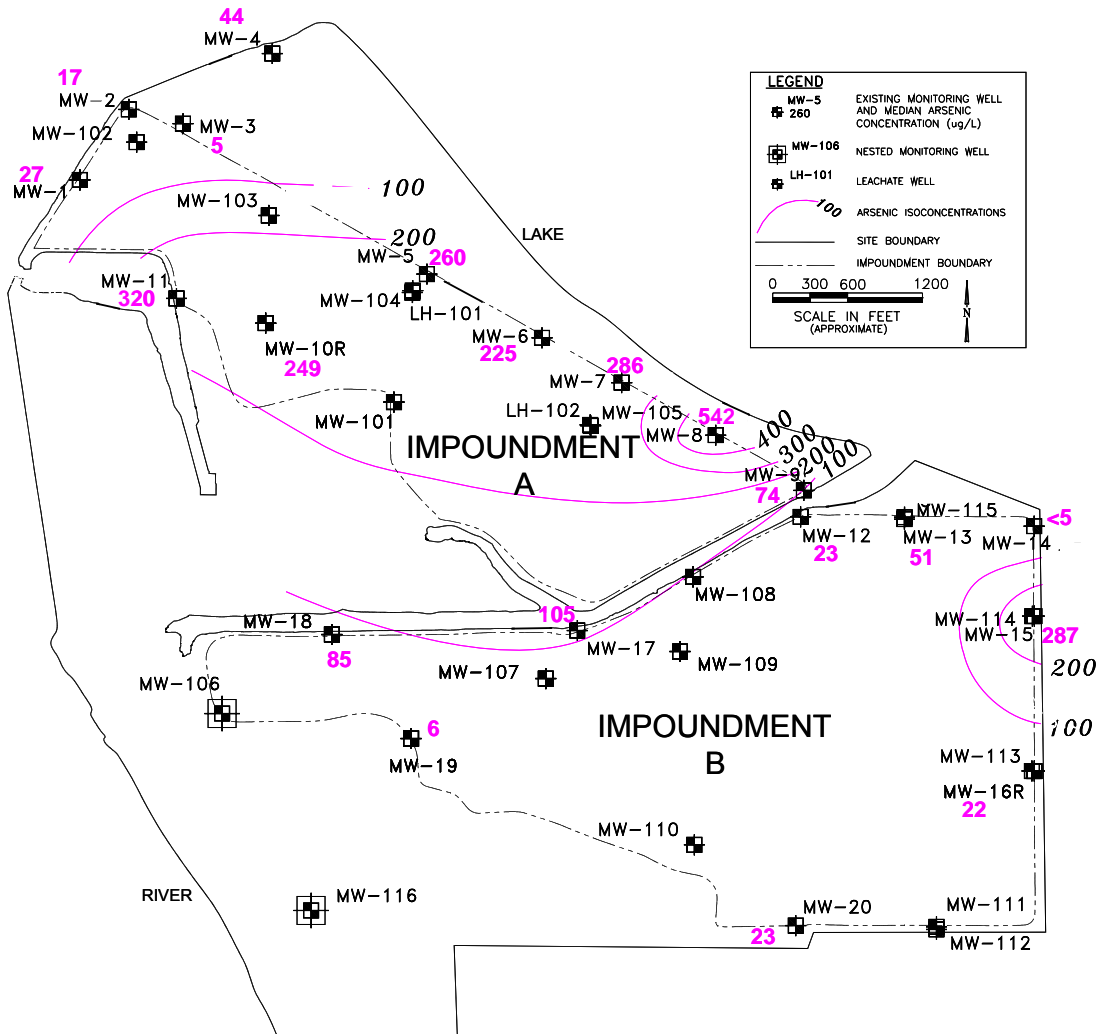 44
MW-4
17
MW-2
MW-3
MW-102
5
27
MW-1
100
MW-103
200
LAKE
MW-5
260
MW-11
320
MW-104
LH-101
MW-6
225
MW-10R
249
286
MW-7
MW-101
LH-102
MW-105
542
MW-8
400
300
200
100
IMPOUNDMENT
A
MW-9
74
MW-12
23
MW-115
MW-13
51
<5
MW-14
MW-108
105
MW-18
85
MW-17
MW-114
MW-15
287
MW-109
MW-107
200
MW-106
6
MW-19
IMPOUNDMENT
B
100
MW-113
MW-16R
22
MW-110
RIVER
MW-116
MW-20
23
MW-111
MW-112
LEGEND
MW-5
260
EXISTING MONITORING WELL
AND MEDIAN ARSENIC
CONCENTRATION (ug/L)
MW-106
NESTED MONITORING WELL
LH-101
LEACHATE WELL
100
ARSENIC ISOCONCENTRATIONS
SITE BOUNDARY
IMPOUNDMENT BOUNDARY
0 300 600 1200
SCALE IN FEET
(APPROXIMATE)
N